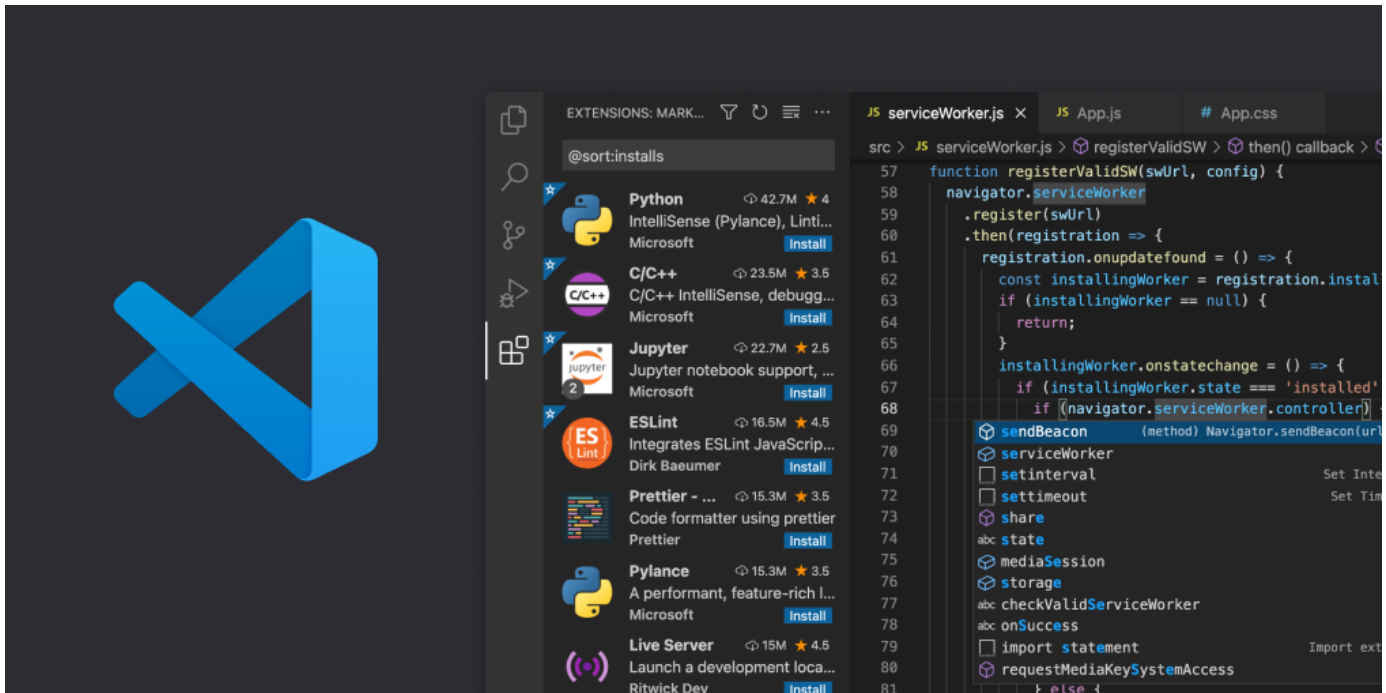 EXTENSIONS: MARK...
@sort:installs
Python 42.7M ★ 4
IntelliSense (Pylance), Linti...
Microsoft Install
C/C++
C/C++ 23.5M ★ 3.5
C/C++ IntelliSense, debugg...
Microsoft Install
jupyter
2
Jupyter 22.7M ★ 2.5
Jupyter notebook support, ...
Microsoft Install
ES
Lint
ESLint 16.5M ★ 4.5
Integrates ESLint JavaScrip...
Dirk Baeumer Install
Prettier - ... 15.3M ★ 3.5
Code formatter using prettier
Prettier Install
Pylance 15.3M ★ 3.5
A performant, feature-rich l...
Microsoft Install
Live Server 15M ★ 4.5
Launch a development loca...
Ritwick Dey Install
JS serviceWorker.js × JS App.js # App.css
src > JS serviceWorker.js > registerValidSW > then() callback >
57 function registerValidSW(swUrl, config) {
58 navigator.serviceWorker
59 .register(swUrl)
60 .then(registration => {
61 registration.onupdatefound = () => {
62 const installingWorker = registration.instal
63 if (installingWorker == null) {
64 return;
65 }
66 installingWorker.onstatechange = () => {
67 if (installingWorker.state === 'installed'
68 if (navigator.serviceWorker.controller)
69 sendBeacon (method) Navigator.sendBeacon(url
70 serviceWorker
71 setinterval Set Inte
72 settimeout Set Tim
73 share
74 abc state
75 mediaSession
76 storage
77 abc checkValidServiceWorker
78 abc onSuccess
79 import statement Import ext
80 requestMediaKeySystemAccess
81 } else {